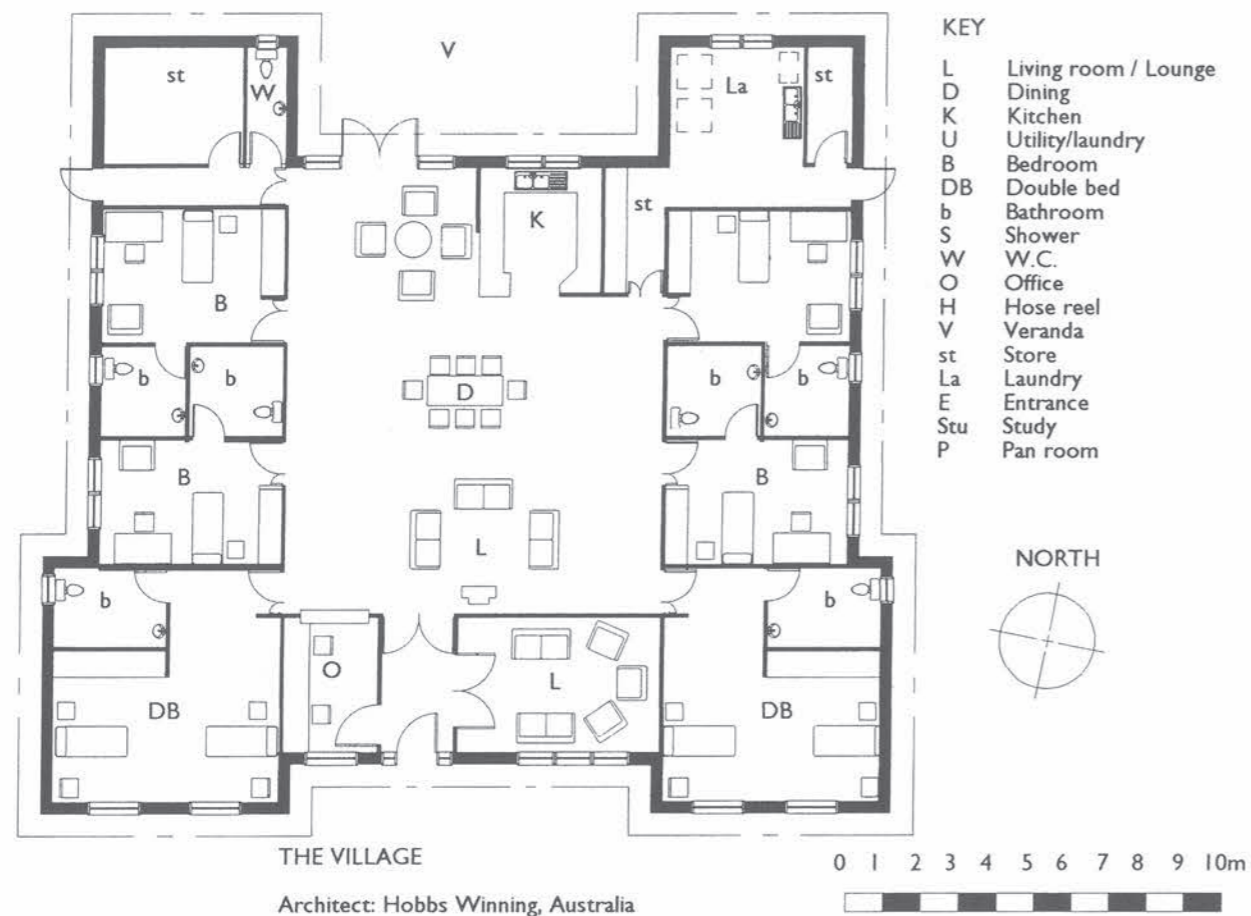 V
st
W
La
st
K
st
B
b
b
b
b
D
B
B
L
b
b
O
L
DB
DB
KEY
L Living room / Lounge
D Dining
K Kitchen
U Utility/laundry
B Bedroom
DB Double bed
b Bathroom
S Shower
W W.C.
O Office
H Hose reel
V Veranda
st Store
La Laundry
E Entrance
Stu Study
P Pan room
NORTH
THE VILLAGE
Architect: Hobbs Winning, Australia
0 1 2 3 4 5 6 7 8 9 10m